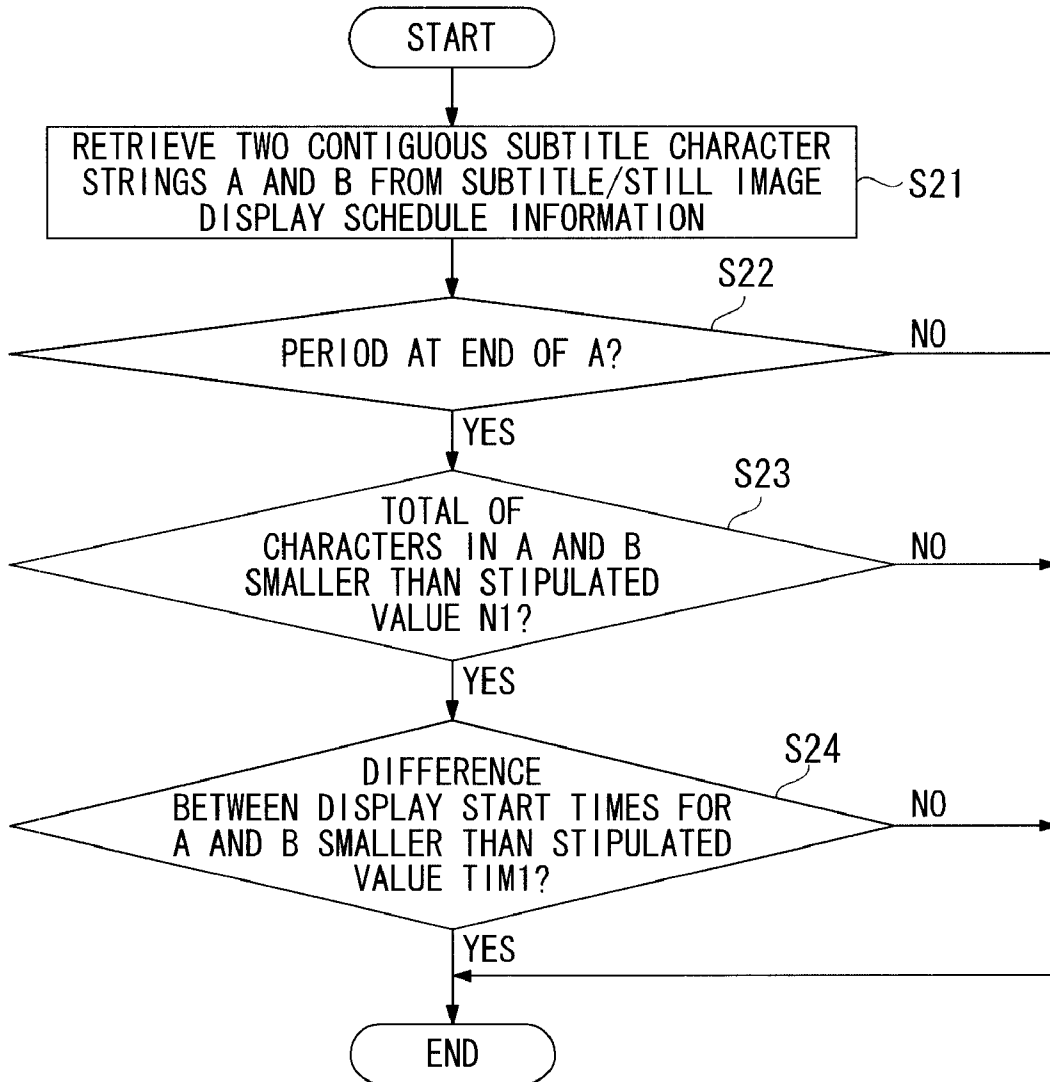 START
RETRIEVE TWO CONTIGUOUS SUBTITLE CHARACTER
STRINGS A AND B FROM SUBTITLE/STILL IMAGE
DISPLAY SCHEDULE INFORMATION
S21
S22
PERIOD AT END OF A?
NO
YES
S23
TOTAL OF
CHARACTERS IN A AND B
SMALLER THAN STIPULATED
VALUE N1?
NO
YES
S24
DIFFERENCE
BETWEEN DISPLAY START TIMES FOR
A AND B SMALLER THAN STIPULATED
VALUE TIM1?
NO
YES
END